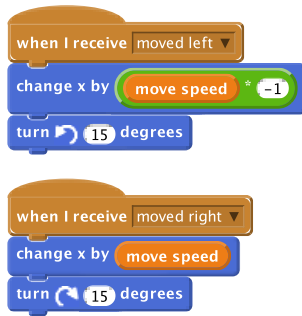 when I receive moved left
change x by move speed * -1
turn 15 degrees
when I receive moved right
change x by move speed
turn 15 degrees